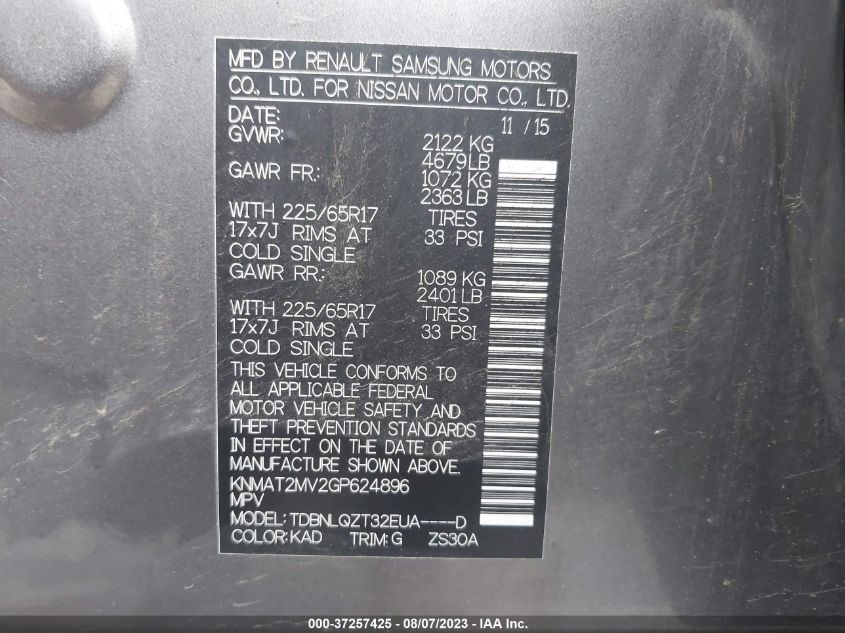 MFD BY RENAULT SAMSUNG MOTORS
CO., LTD. FOR NISSAN MOTOR CO., LTD.
DATE: 11 / 15
GVWR: 2122 KG
4679LB
GAWR FR.: 1072 KG
2363 LB
WITH 225/65R17 TIRES
17x7J RIMS AT 33 PSI
COLD SINGLE
GAWR RR.: 1089 KG
2401 LB
WITH 225/65R17 TIRES
17x7J RIMS AT 33 PSI
COLD SINGLE
THIS VEHICLE CONFORMS TO
ALL APPLICABLE FEDERAL
MOTOR VEHICLE SAFETY AND
THEFT PREVENTION STANDARDS
IN EFFECT ON THE DATE OF
MANUFACTURE SHOWN ABOVE.
KNMAT2MV2GP624896
MPV
MODEL: TDBNLQZT32EUA----D
COLOR: KAD TRIM: G ZS30A
000-37257425 - 08/07/2023 - IAA Inc.